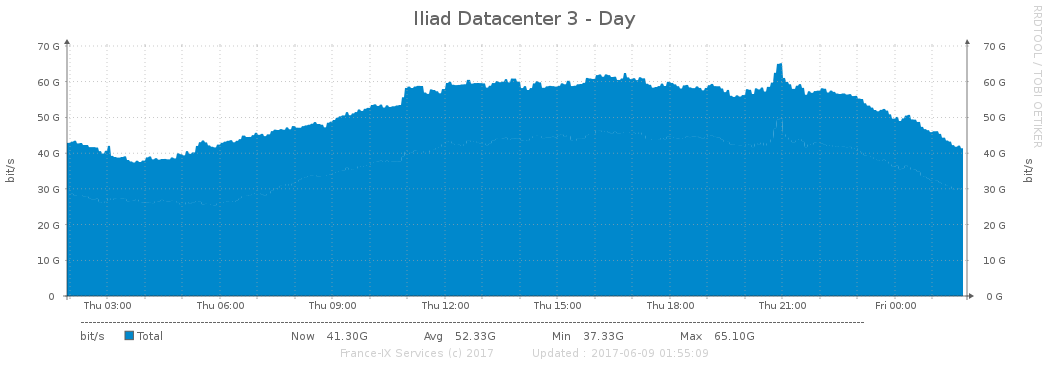 Iliad Datacenter 3 - Day
RRDTOOL / TOBI OETIKER
bit/s
70 G
60 G
50 G
40 G
30 G
20 G
10 G
0
70 G
60 G
50 G
40 G
30 G
20 G
10 G
0 G
bit/s
Thu 03:00 Thu 06:00 Thu 09:00 Thu 12:00 Thu 15:00 Thu 18:00 Thu 21:00 Fri 00:00
bit/s Total Now 41.30G Avg 52.33G Min 37.33G Max 65.10G
France-IX Services (c) 2017 Updated : 2017-06-09 01:55:09